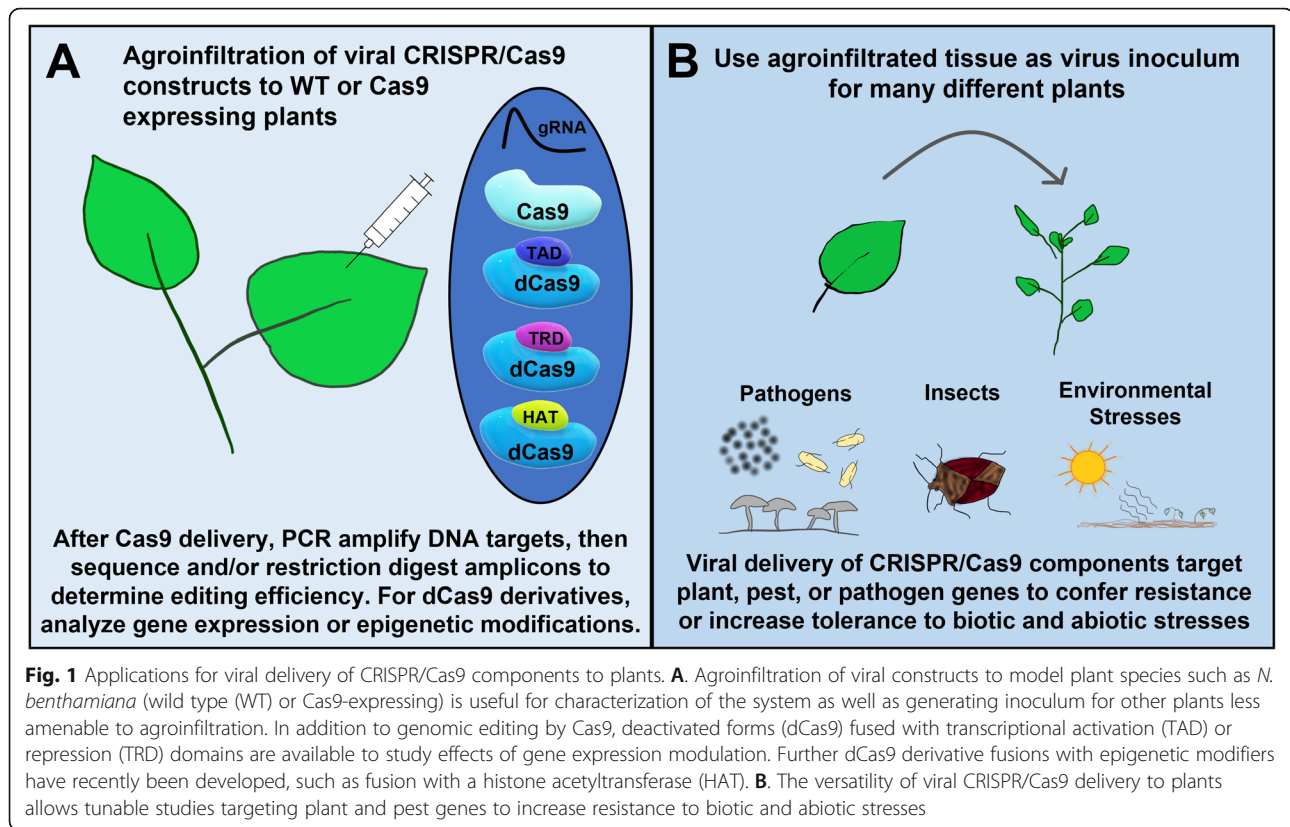 A
Agroinfiltration of viral CRISPR/Cas9
constructs to WT or Cas9
expressing plants
gRNA
Cas9
TAD
dCas9
TRD
dCas9
HAT
dCas9
After Cas9 delivery, PCR amplify DNA targets, then
sequence and/or restriction digest amplicons to
determine editing efficiency. For dCas9 derivatives,
analyze gene expression or epigenetic modifications.
B
Use agroinfiltrated tissue as virus inoculum
for many different plants
Pathogens
Insects
Environmental
Stresses
Viral delivery of CRISPR/Cas9 components target
plant, pest, or pathogen genes to confer resistance
or increase tolerance to biotic and abiotic stresses
Fig. 1 Applications for viral delivery of CRISPR/Cas9 components to plants. A. Agroinfiltration of viral constructs to model plant species such as N.
benthamiana (wild type (WT) or Cas9-expressing) is useful for characterization of the system as well as generating inoculum for other plants less
amenable to agroinfiltration. In addition to genomic editing by Cas9, deactivated forms (dCas9) fused with transcriptional activation (TAD) or
repression (TRD) domains are available to study effects of gene expression modulation. Further dCas9 derivative fusions with epigenetic modifiers
have recently been developed, such as fusion with a histone acetyltransferase (HAT). B. The versatility of viral CRISPR/Cas9 delivery to plants
allows tunable studies targeting plant and pest genes to increase resistance to biotic and abiotic stresses